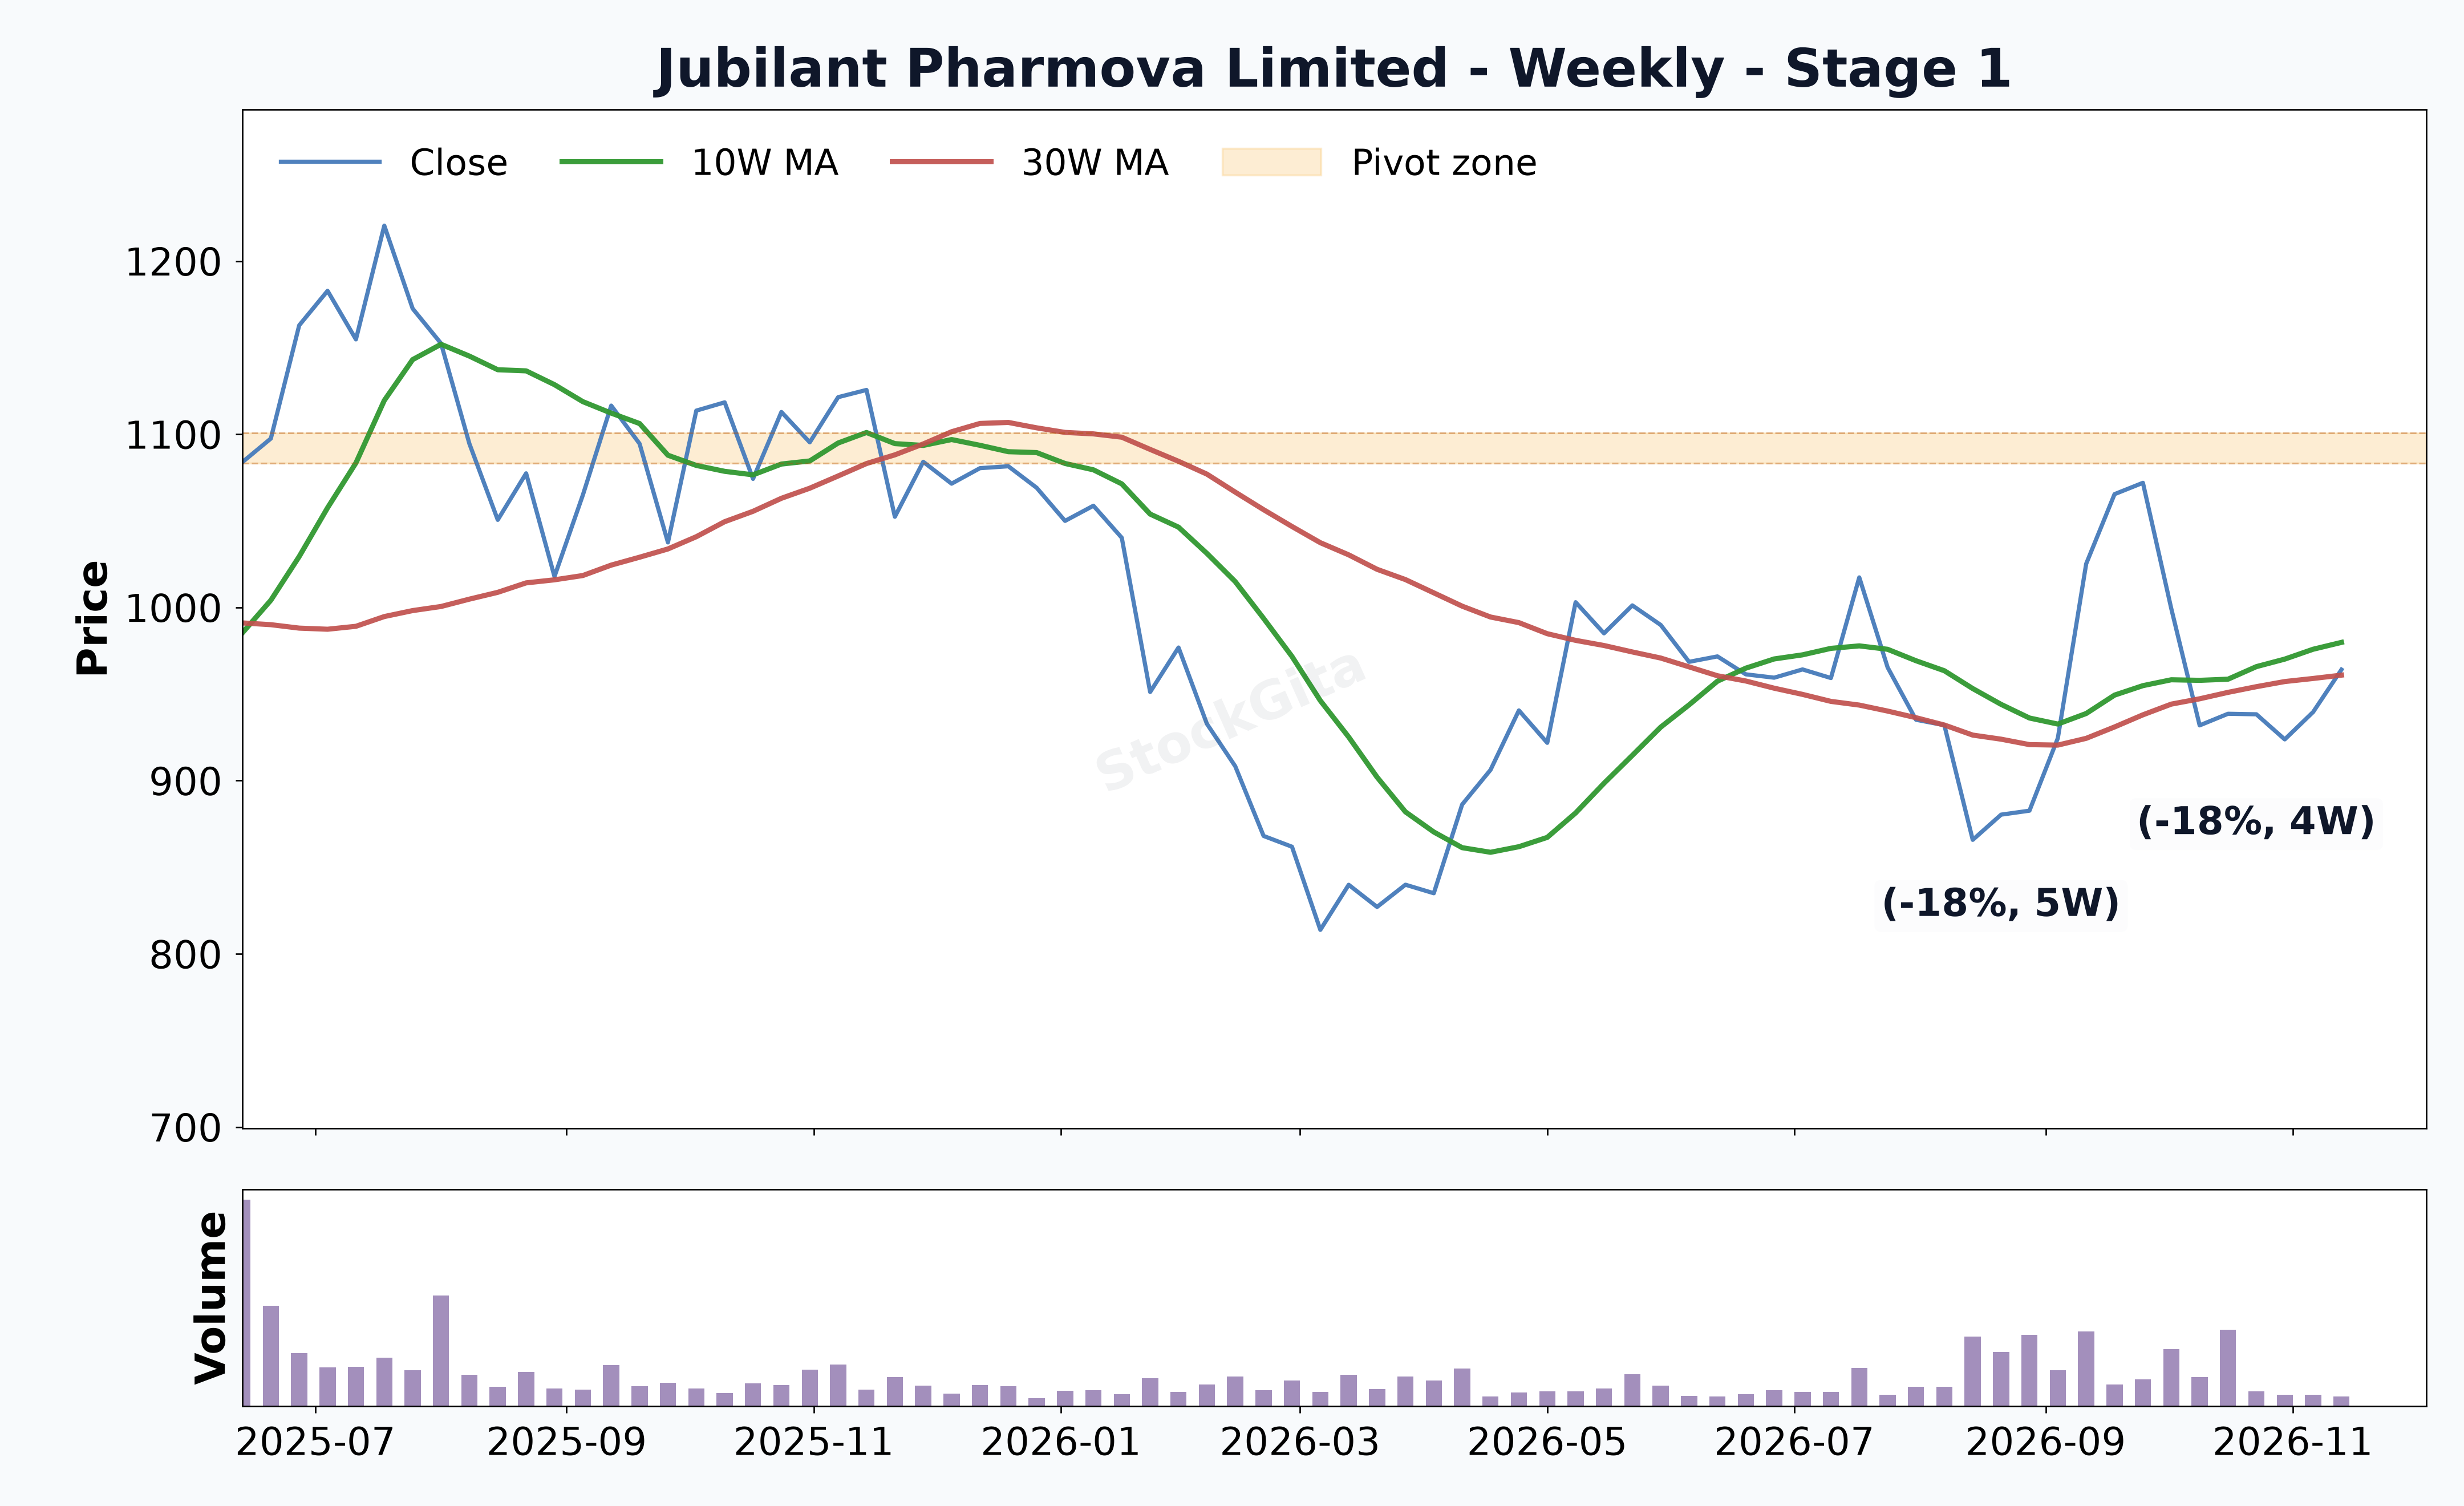 Jubilant Pharmova Limited - Weekly - Stage 1
Close 10W MA 30W MA Pivot zone
Price
1200
1100
1000
900
800
700
StockGita
(-18%, 4W)
(-18%, 5W)
Volume
2025-07 2025-09 2025-11 2026-01 2026-03 2026-05 2026-07 2026-09 2026-11